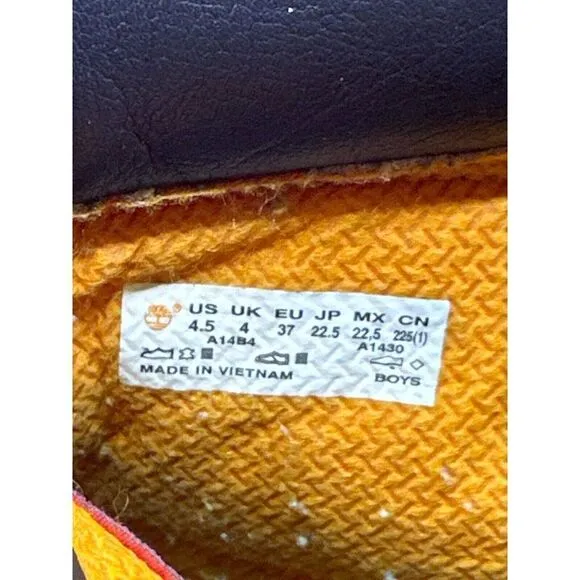 US UK EU JP MX CN
4.5 4 37 22.5 22,5 225(1)
A14B4 A1430
MADE IN VIETNAM BOYS